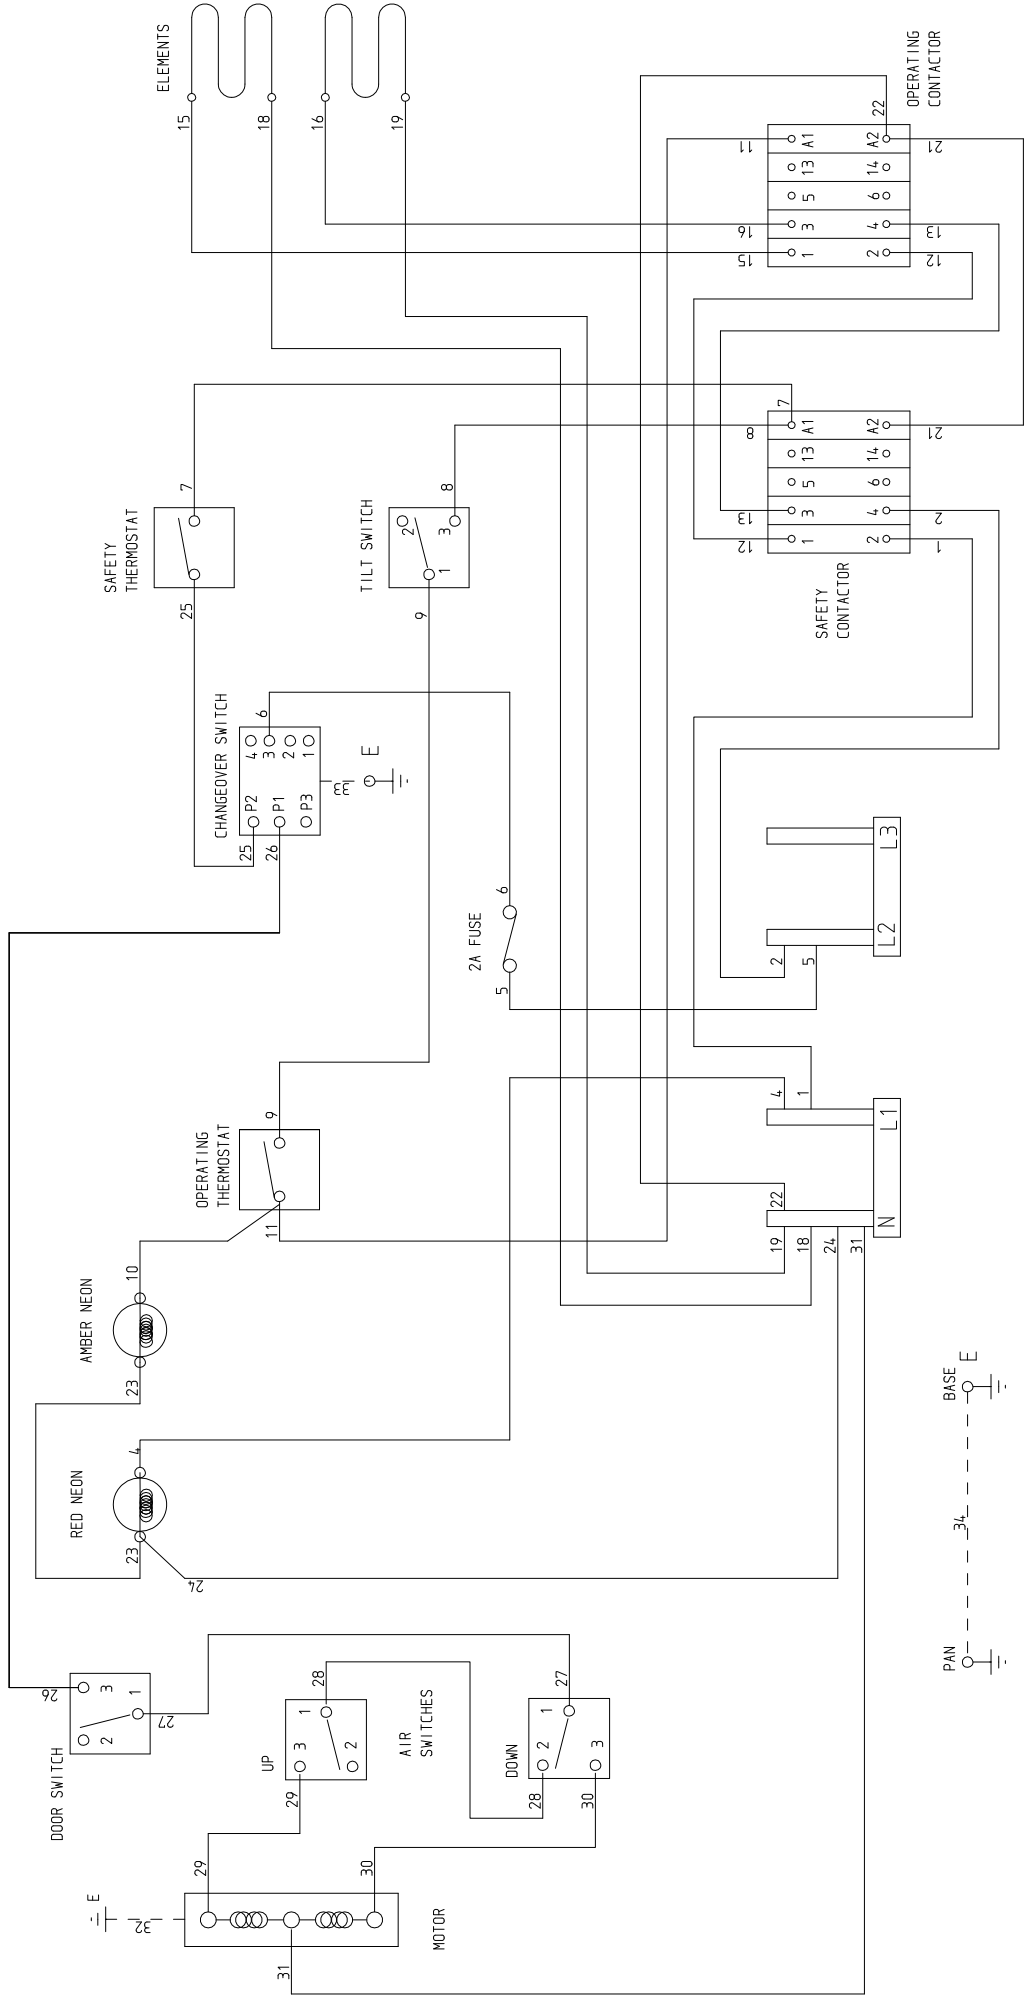 ELEMENTS
15
18
16
19
OPERATING
CONTACTOR
22
11
A1
A2
21
13
14
5
6
16
3
4
13
15
1
2
12
7
8
A1
A2
21
13
14
5
6
13
3
4
2
12
1
2
1
SAFETY
CONTACTOR
7
SAFETY
THERMOSTAT
25
TILT SWITCH
8
2
3
1
9
CHANGEOVER SWITCH
6
4
3
2
1
P2
P1
P3
25
26
33
E
6
2A FUSE
5
L3
L2
2
5
9
OPERATING
THERMOSTAT
11
4
1
L1
22
N
19
18
24
31
10
AMBER NEON
23
4
RED NEON
23
24
BASE
E
34
PAN
26
3
1
2
27
DOOR SWITCH
28
1
3
2
UP
29
AIR
SWITCHES
27
1
2
3
DOWN
28
30
29
30
E
32
MOTOR
31